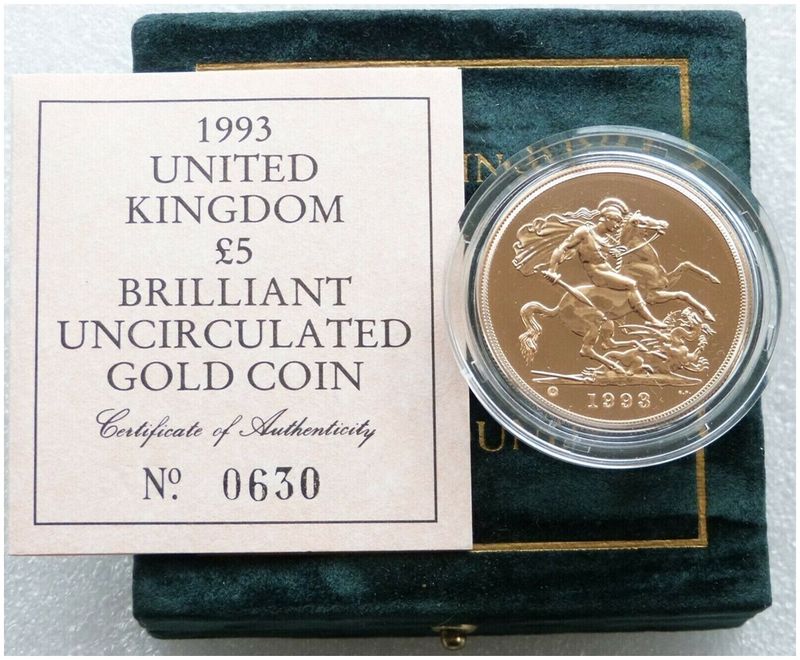 1993
UNITED
KINGDOM
£5
BRILLIANT
UNCIRCULATED
GOLD COIN
Certificate of Authenticity
Nº. 0630
1993